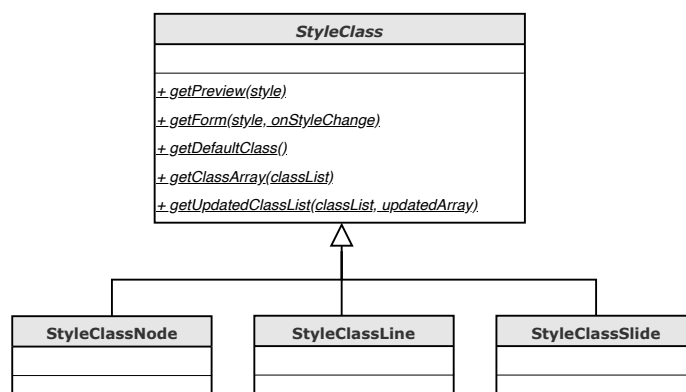 StyleClass
+ getPreview(style)
+ getForm(style, onStyleChange)
+ getDefaultClass()
+ getClassArray(classList)
+ getUpdatedClassList(classList, updatedArray)
StyleClassNode
StyleClassLine
StyleClassSlide